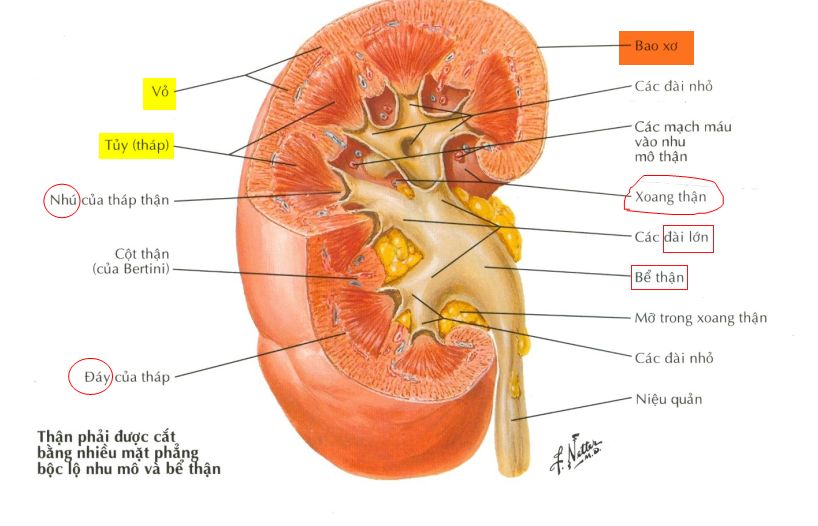 Bao xơ
Vỏ
Các đài nhỏ
Các mạch máu
vào nhu
mô thận
Tủy (tháp)
Nhú của tháp thận
Xoang thận
Các đài lớn
Cột thận
(của Bertini)
Bể thận
Mỡ trong xoang thận
Các đài nhỏ
Đáy của tháp
Niệu quản
Thận phải được cắt
bằng nhiều mặt phẳng
bộc lộ nhu mô và bể thận
F. Netter
M.D.